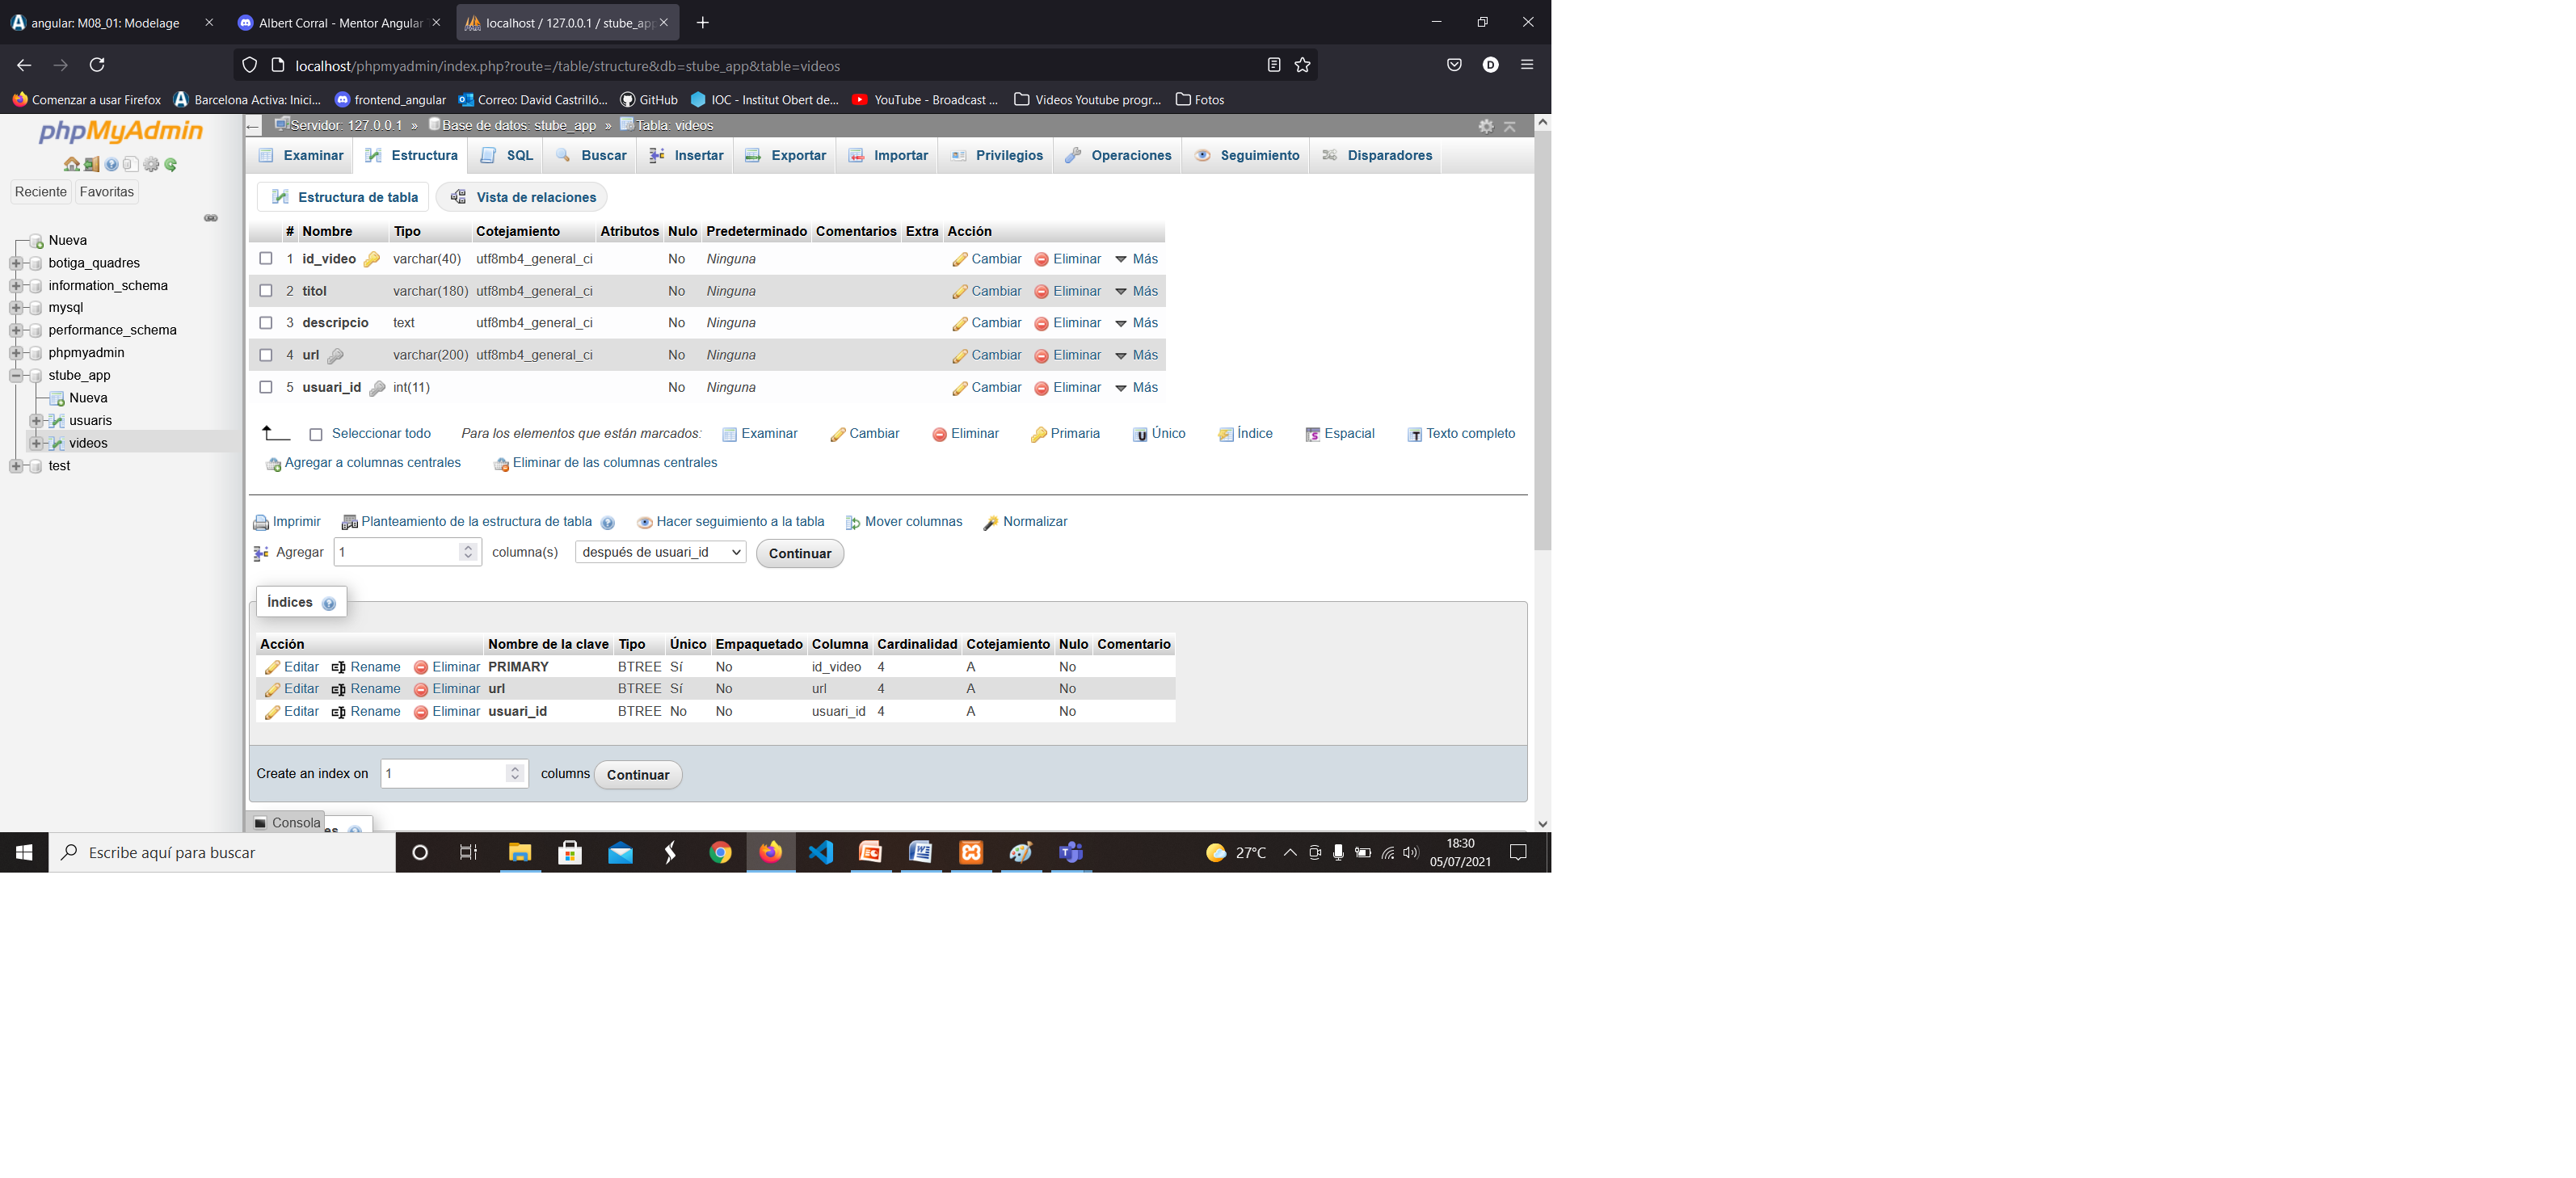 angular: M08_01: Modelage
Albert Corral - Mentor Angular
localhost / 127.0.0.1 / stube_app
localhost/phpmyadmin/index.php?route=/table/structure&db=stube_app&table=videos
D
Comenzar a usar Firefox Barcelona Activa: Inici... frontend_angular Correo: David Castrilló... GitHub IOC - Institut Obert de... YouTube - Broadcast ... Videos Youtube progr... Fotos
phpMyAdmin
Reciente Favoritas
Nueva
botiga_quadres
information_schema
mysql
performance_schema
phpmyadmin
stube_app
Nueva
usuaris
videos
test
Servidor: 127.0.0.1 » Base de datos: stube_app » Tabla: videos
Examinar Estructura SQL Buscar Insertar Exportar Importar Privilegios Operaciones Seguimiento Disparadores
Estructura de tabla Vista de relaciones
# Nombre Tipo Cotejamiento Atributos Nulo Predeterminado Comentarios Extra Acción
1 id_video varchar(40) utf8mb4_general_ci No Ninguna Cambiar Eliminar Más
2 titol varchar(180) utf8mb4_general_ci No Ninguna Cambiar Eliminar Más
3 descripcio text utf8mb4_general_ci No Ninguna Cambiar Eliminar Más
4 url varchar(200) utf8mb4_general_ci No Ninguna Cambiar Eliminar Más
5 usuari_id int(11) No Ninguna Cambiar Eliminar Más
Seleccionar todo Para los elementos que están marcados: Examinar Cambiar Eliminar Primaria Único Índice Espacial Texto completo
Agregar a columnas centrales Eliminar de las columnas centrales
Imprimir Planteamiento de la estructura de tabla Hacer seguimiento a la tabla Mover columnas Normalizar
Agregar 1 columna(s) después de usuari_id Continuar
Índices
Acción Nombre de la clave Tipo Único Empaquetado Columna Cardinalidad Cotejamiento Nulo Comentario
Editar Rename Eliminar PRIMARY BTREE Sí No id_video 4 A No
Editar Rename Eliminar url BTREE Sí No url 4 A No
Editar Rename Eliminar usuari_id BTREE No No usuari_id 4 A No
Create an index on 1 columns Continuar
Consola
Escribe aquí para buscar
27°C
18:30
05/07/2021